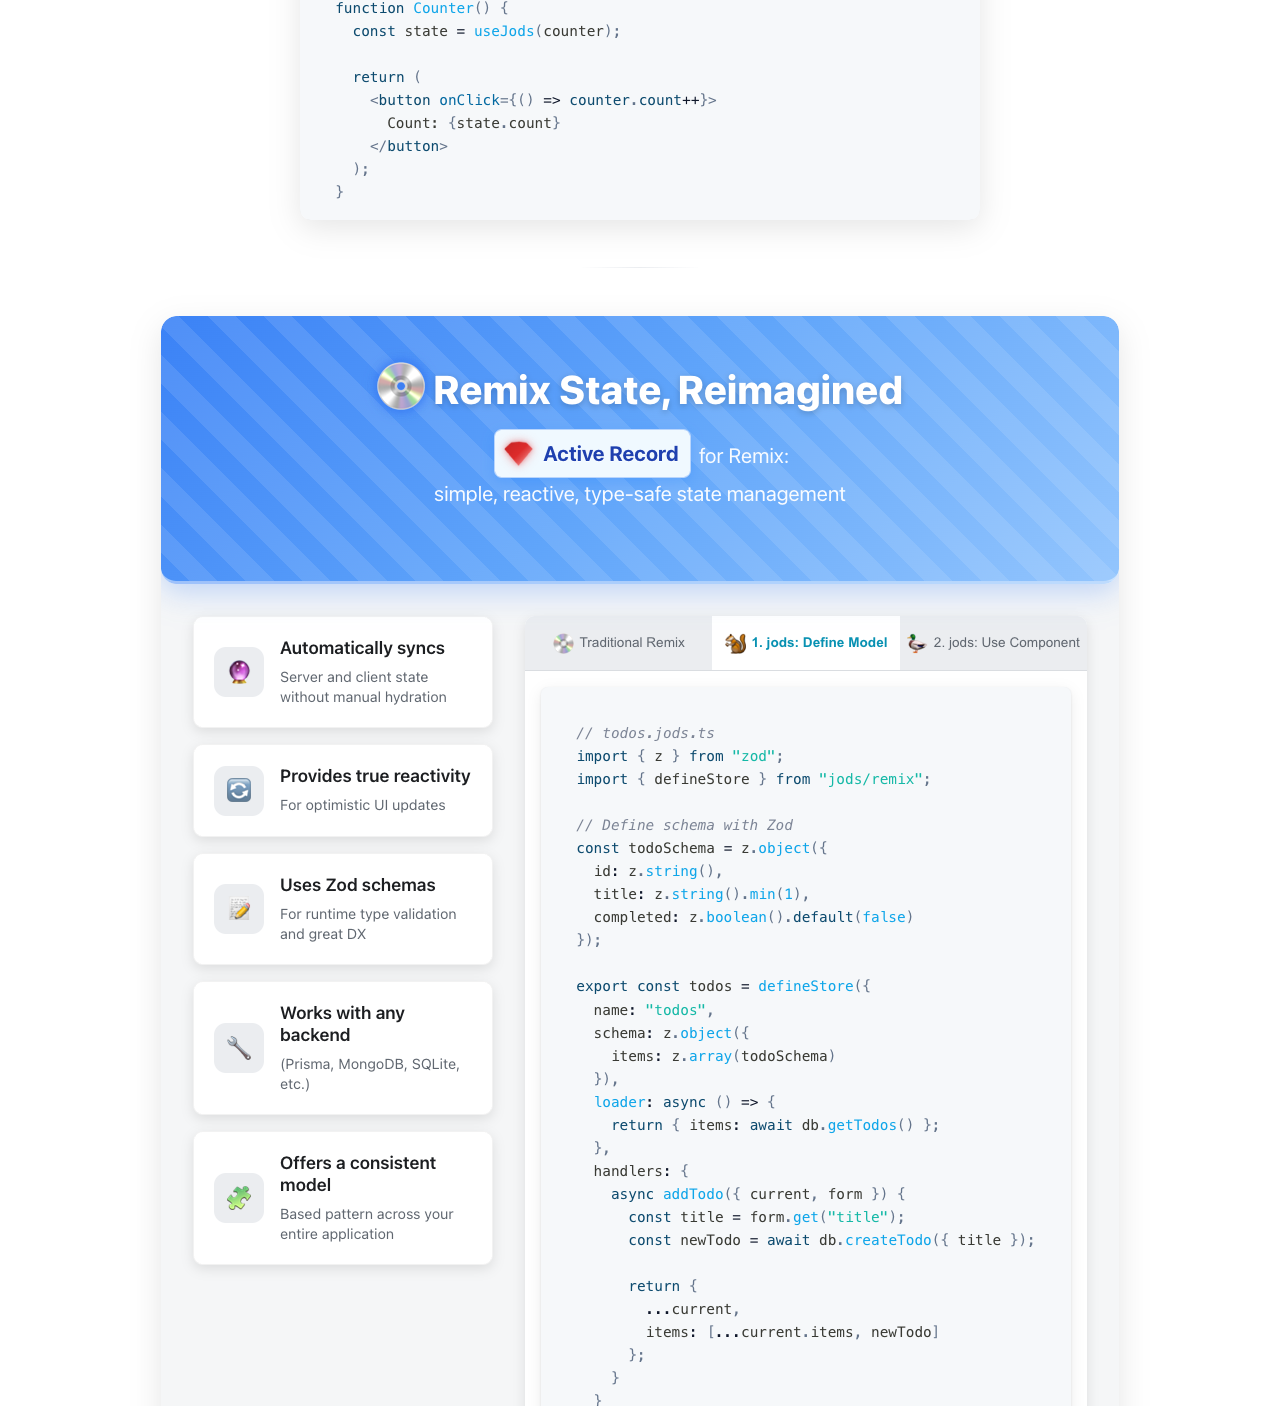 function Counter() {
  const state = useJods(counter);

  return (
    <button onClick={() => counter.count++}>
      Count: {state.count}
    </button>
  );
}
Remix State, Reimagined
Active Record for Remix:
simple, reactive, type-safe state management
Automatically syncs
Server and client state
without manual hydration
Provides true reactivity
For optimistic UI updates
Uses Zod schemas
For runtime type validation
and great DX
Works with any
backend
(Prisma, MongoDB, SQLite,
etc.)
Offers a consistent
model
Based pattern across your
entire application
Traditional Remix
1. jods: Define Model
2. jods: Use Component
// todos.jods.ts
import { z } from "zod";
import { defineStore } from "jods/remix";

// Define schema with Zod
const todoSchema = z.object({
  id: z.string(),
  title: z.string().min(1),
  completed: z.boolean().default(false)
});

export const todos = defineStore({
  name: "todos",
  schema: z.object({
    items: z.array(todoSchema)
  }),
  loader: async () => {
    return { items: await db.getTodos() };
  },
  handlers: {
    async addTodo({ current, form }) {
      const title = form.get("title");
      const newTodo = await db.createTodo({ title });

      return {
        ...current,
        items: [...current.items, newTodo]
      };
    }
  }